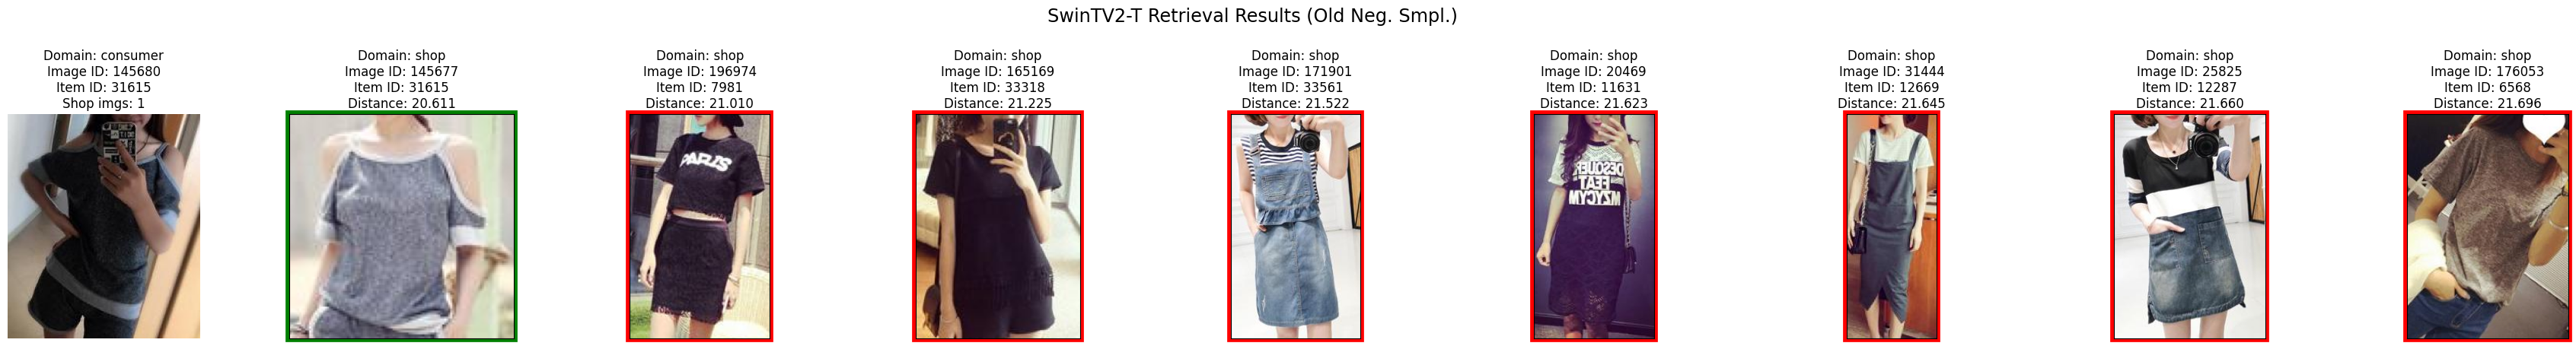 SwinTV2-T Retrieval Results (Old Neg. Smpl.)
Domain: consumer
Image ID: 145680
Item ID: 31615
Shop imgs: 1
Domain: shop
Image ID: 145677
Item ID: 31615
Distance: 20.611
Domain: shop
Image ID: 196974
Item ID: 7981
Distance: 21.010
Domain: shop
Image ID: 165169
Item ID: 33318
Distance: 21.225
Domain: shop
Image ID: 171901
Item ID: 33561
Distance: 21.522
Domain: shop
Image ID: 20469
Item ID: 11631
Distance: 21.623
Domain: shop
Image ID: 31444
Item ID: 12669
Distance: 21.645
Domain: shop
Image ID: 25825
Item ID: 12287
Distance: 21.660
Domain: shop
Image ID: 176053
Item ID: 6568
Distance: 21.696
PARIS